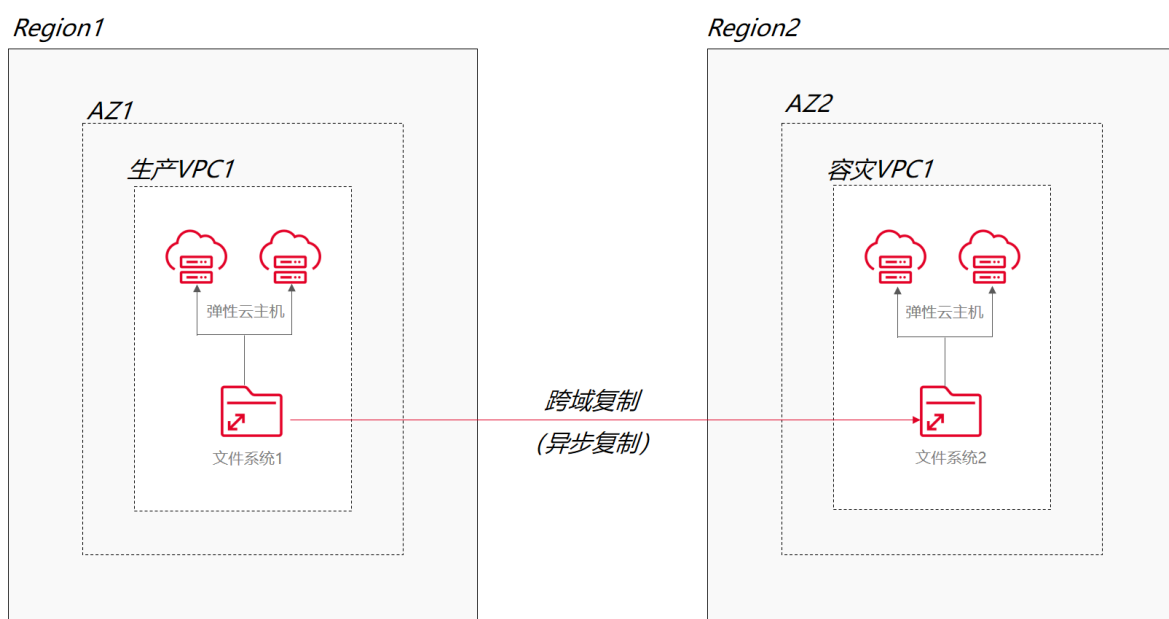 Region1
Region2
AZ1
AZ2
生产VPC1
容灾VPC1
弹性云主机
弹性云主机
跨域复制
(异步复制)
文件系统1
文件系统2